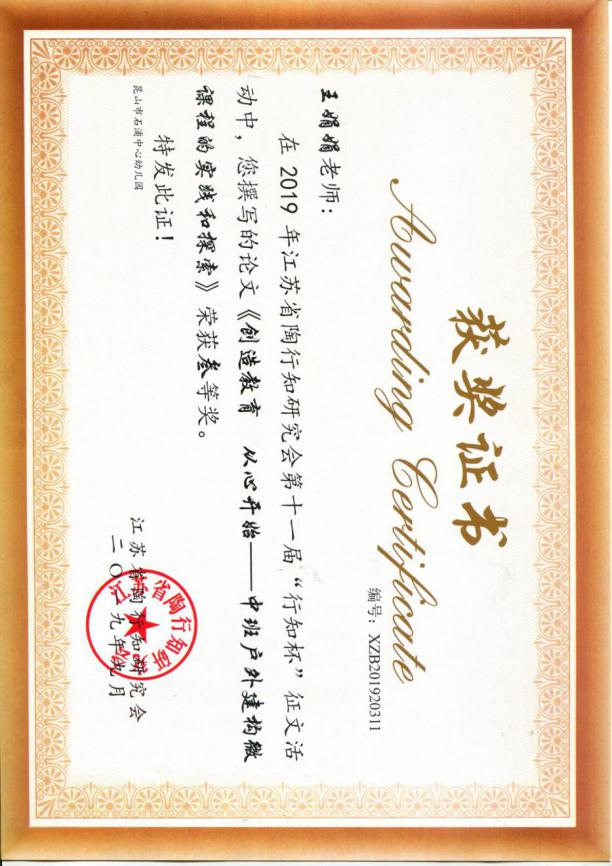 获奖证书
Awarding Certificate
编号：XZB201920311
王娟娟老师：
在 2019 年江苏省陶行知研究会第十一届“行知杯”征文活
动中，您撰写的论文《创造教育 从心开始——中班户外建构微
课程的实践和探索》荣获叁等奖。
特发此证！
昆山市石浦中心幼儿园
江苏省陶行知研究会
二〇一九年九月